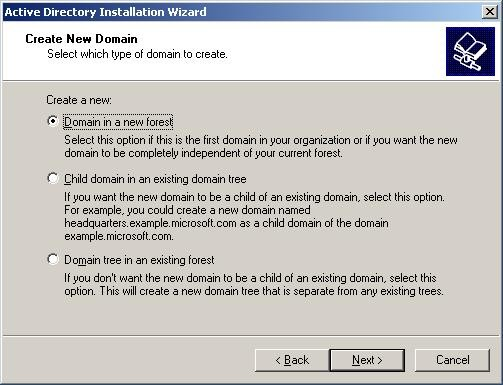 Active Directory Installation Wizard
Create New Domain
Select which type of domain to create.
Create a new:
Domain in a new forest
Select this option if this is the first domain in your organization or if you want the new
domain to be completely independent of your current forest.
Child domain in an existing domain tree
If you want the new domain to be a child of an existing domain, select this option.
For example, you could create a new domain named
headquarters.example.microsoft.com as a child domain of the domain
example.microsoft.com.
Domain tree in an existing forest
If you don't want the new domain to be a child of an existing domain, select this
option. This will create a new domain tree that is separate from any existing trees.
< Back
Next >
Cancel